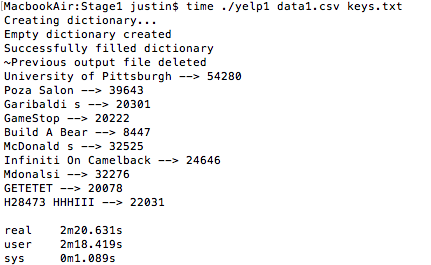 [MacbookAir:Stage1 justin$ time ./yelp1 data1.csv keys.txt
Creating dictionary...
Empty dictionary created
Successfully filled dictionary
~Previous output file deleted
University of Pittsburgh --> 54280
Poza Salon --> 39643
Garibaldi s --> 20301
GameStop --> 20222
Build A Bear --> 8447
McDonald s --> 32525
Infiniti On Camelback --> 24646
Mdonalsi --> 32276
GETETET --> 20078
H28473 HHHIII --> 22031
real 2m20.631s
user 2m18.419s
sys 0m1.089s